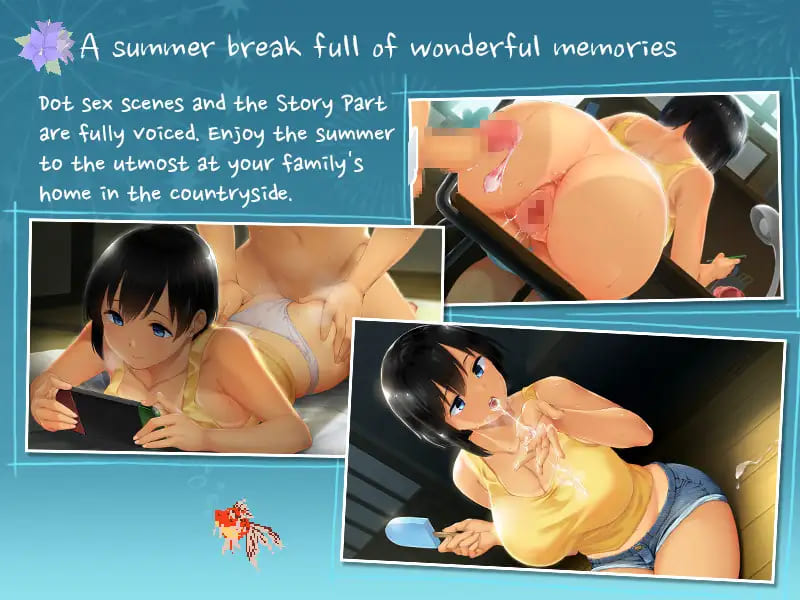 A summer break full of wonderful memories
Dot sex scenes and the Story Part
are fully voiced. Enjoy the summer
to the utmost at your family's
home in the countryside.